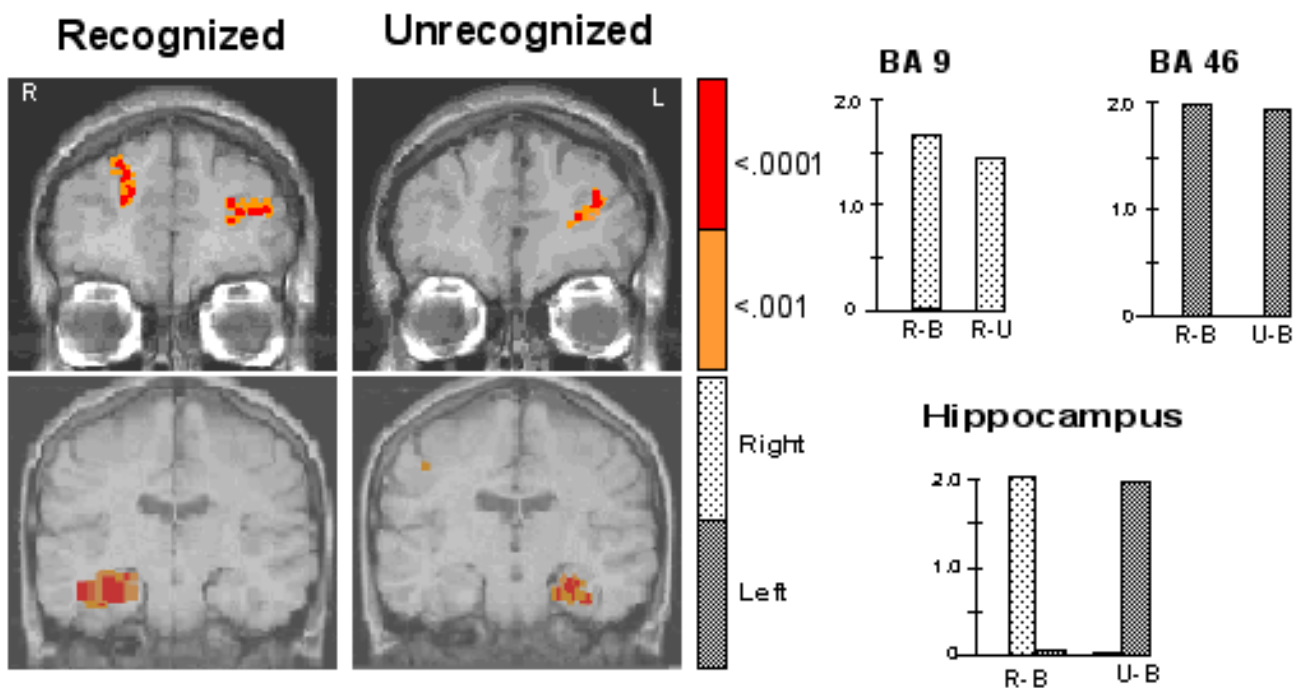 Recognized
Unrecognized
R
L
<.0001
<.001
Right
Left
BA 9
2.0
1.0
0
R-B
R-U
BA 46
2.0
1.0
0
R-B
U-B
Hippocampus
2.0
1.0
0
R-B
U-B